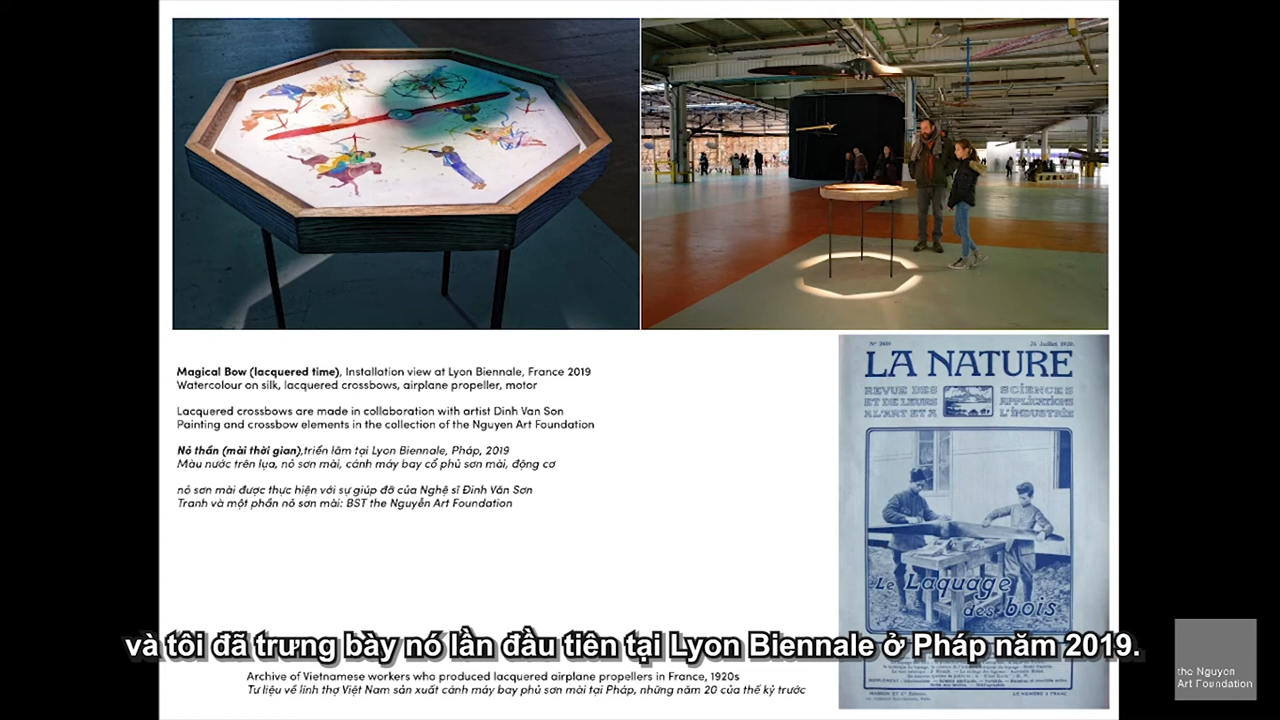 Magical Bow (lacquered time), Installation view at Lyon Biennale, France 2019
Watercolour on silk, lacquered crossbows, airplane propeller, motor
Lacquered crossbows are made in collaboration with artist Dinh Van Son
Painting and crossbow elements in the collection of the Nguyen Art Foundation
Nỏ thần (mài thời gian),triển lãm tại Lyon Biennale, Pháp, 2019
Màu nước trên lụa, nỏ sơn mài, cánh máy bay cổ phủ sơn mài, động cơ
nỏ sơn mài được thực hiện với sự giúp đỡ của Nghệ sĩ Đinh Văn Sơn
Tranh và một phần nỏ sơn mài: BST the Nguyễn Art Foundation
26 Juillet 1920.
LA NATURE
REVUE DES SCIENCES
ET DE LEURS APPLICATIONS
A L'ART ET A L'INDUSTRIE
Le Laquage
des bois
và tôi đã trưng bày nó lần đầu tiên tại Lyon Biennale ở Pháp năm 2019.
Archive of Vietnamese workers who produced lacquered airplane propellers in France, 1920s
Tư liệu về lính thợ Việt Nam sản xuất cánh máy bay phủ sơn mài tại Pháp, những năm 20 của thế kỷ trước
the Nguyen
Art Foundation